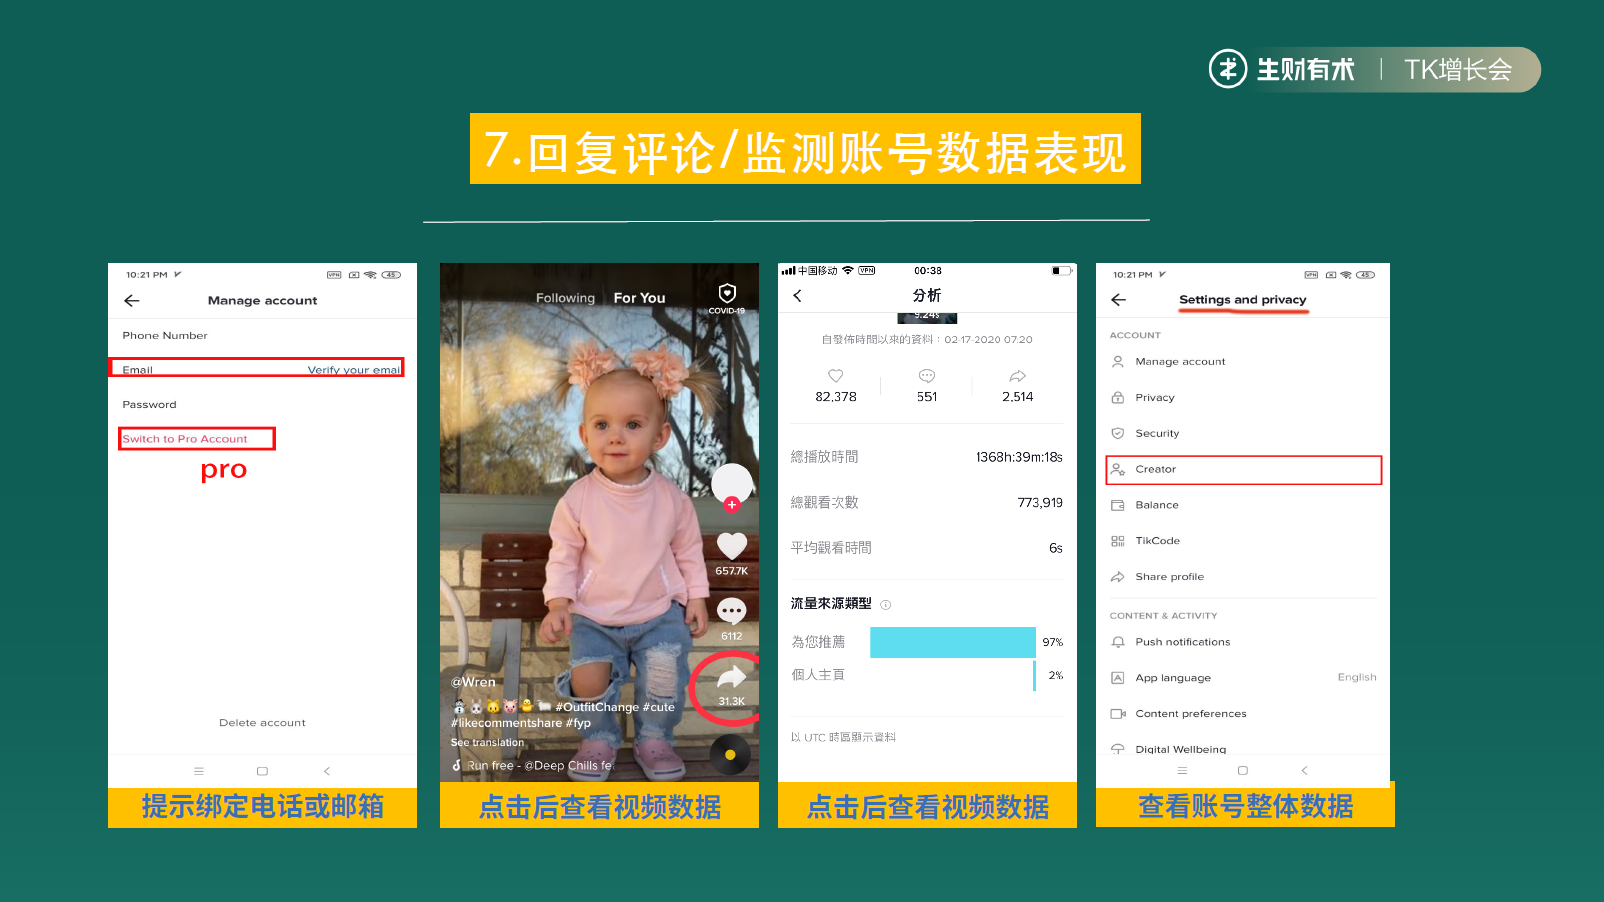 生财有术 | TK增长会
7.回复评论/监测账号数据表现
10:21 PM
VPN
45
Manage account
Phone Number
Email
Verify your emai
Password
Switch to Pro Account
pro
Delete account
提示绑定电话或邮箱
Following For You
COVID-19
657.7K
6112
31.3K
@Wren
#OutfitChange #cute
#likecommentshare #fyp
See translation
Run free - @Deep Chills fe
点击后查看视频数据
中国移动 VPN 00:38
分析
9.24s
自發佈時間以來的資料：02-17-2020 07:20
82,378 551 2,514
總播放時間 1368h:39m:18s
總觀看次數 773,919
平均觀看時間 6s
流量來源類型
為您推薦 97%
個人主頁 2%
以 UTC 時區顯示資料
点击后查看视频数据
10:21 PM
VPN
45
Settings and privacy
ACCOUNT
Manage account
Privacy
Security
Creator
Balance
TikCode
Share profile
CONTENT & ACTIVITY
Push notifications
App language English
Content preferences
Digital Wellbeing
查看账号整体数据